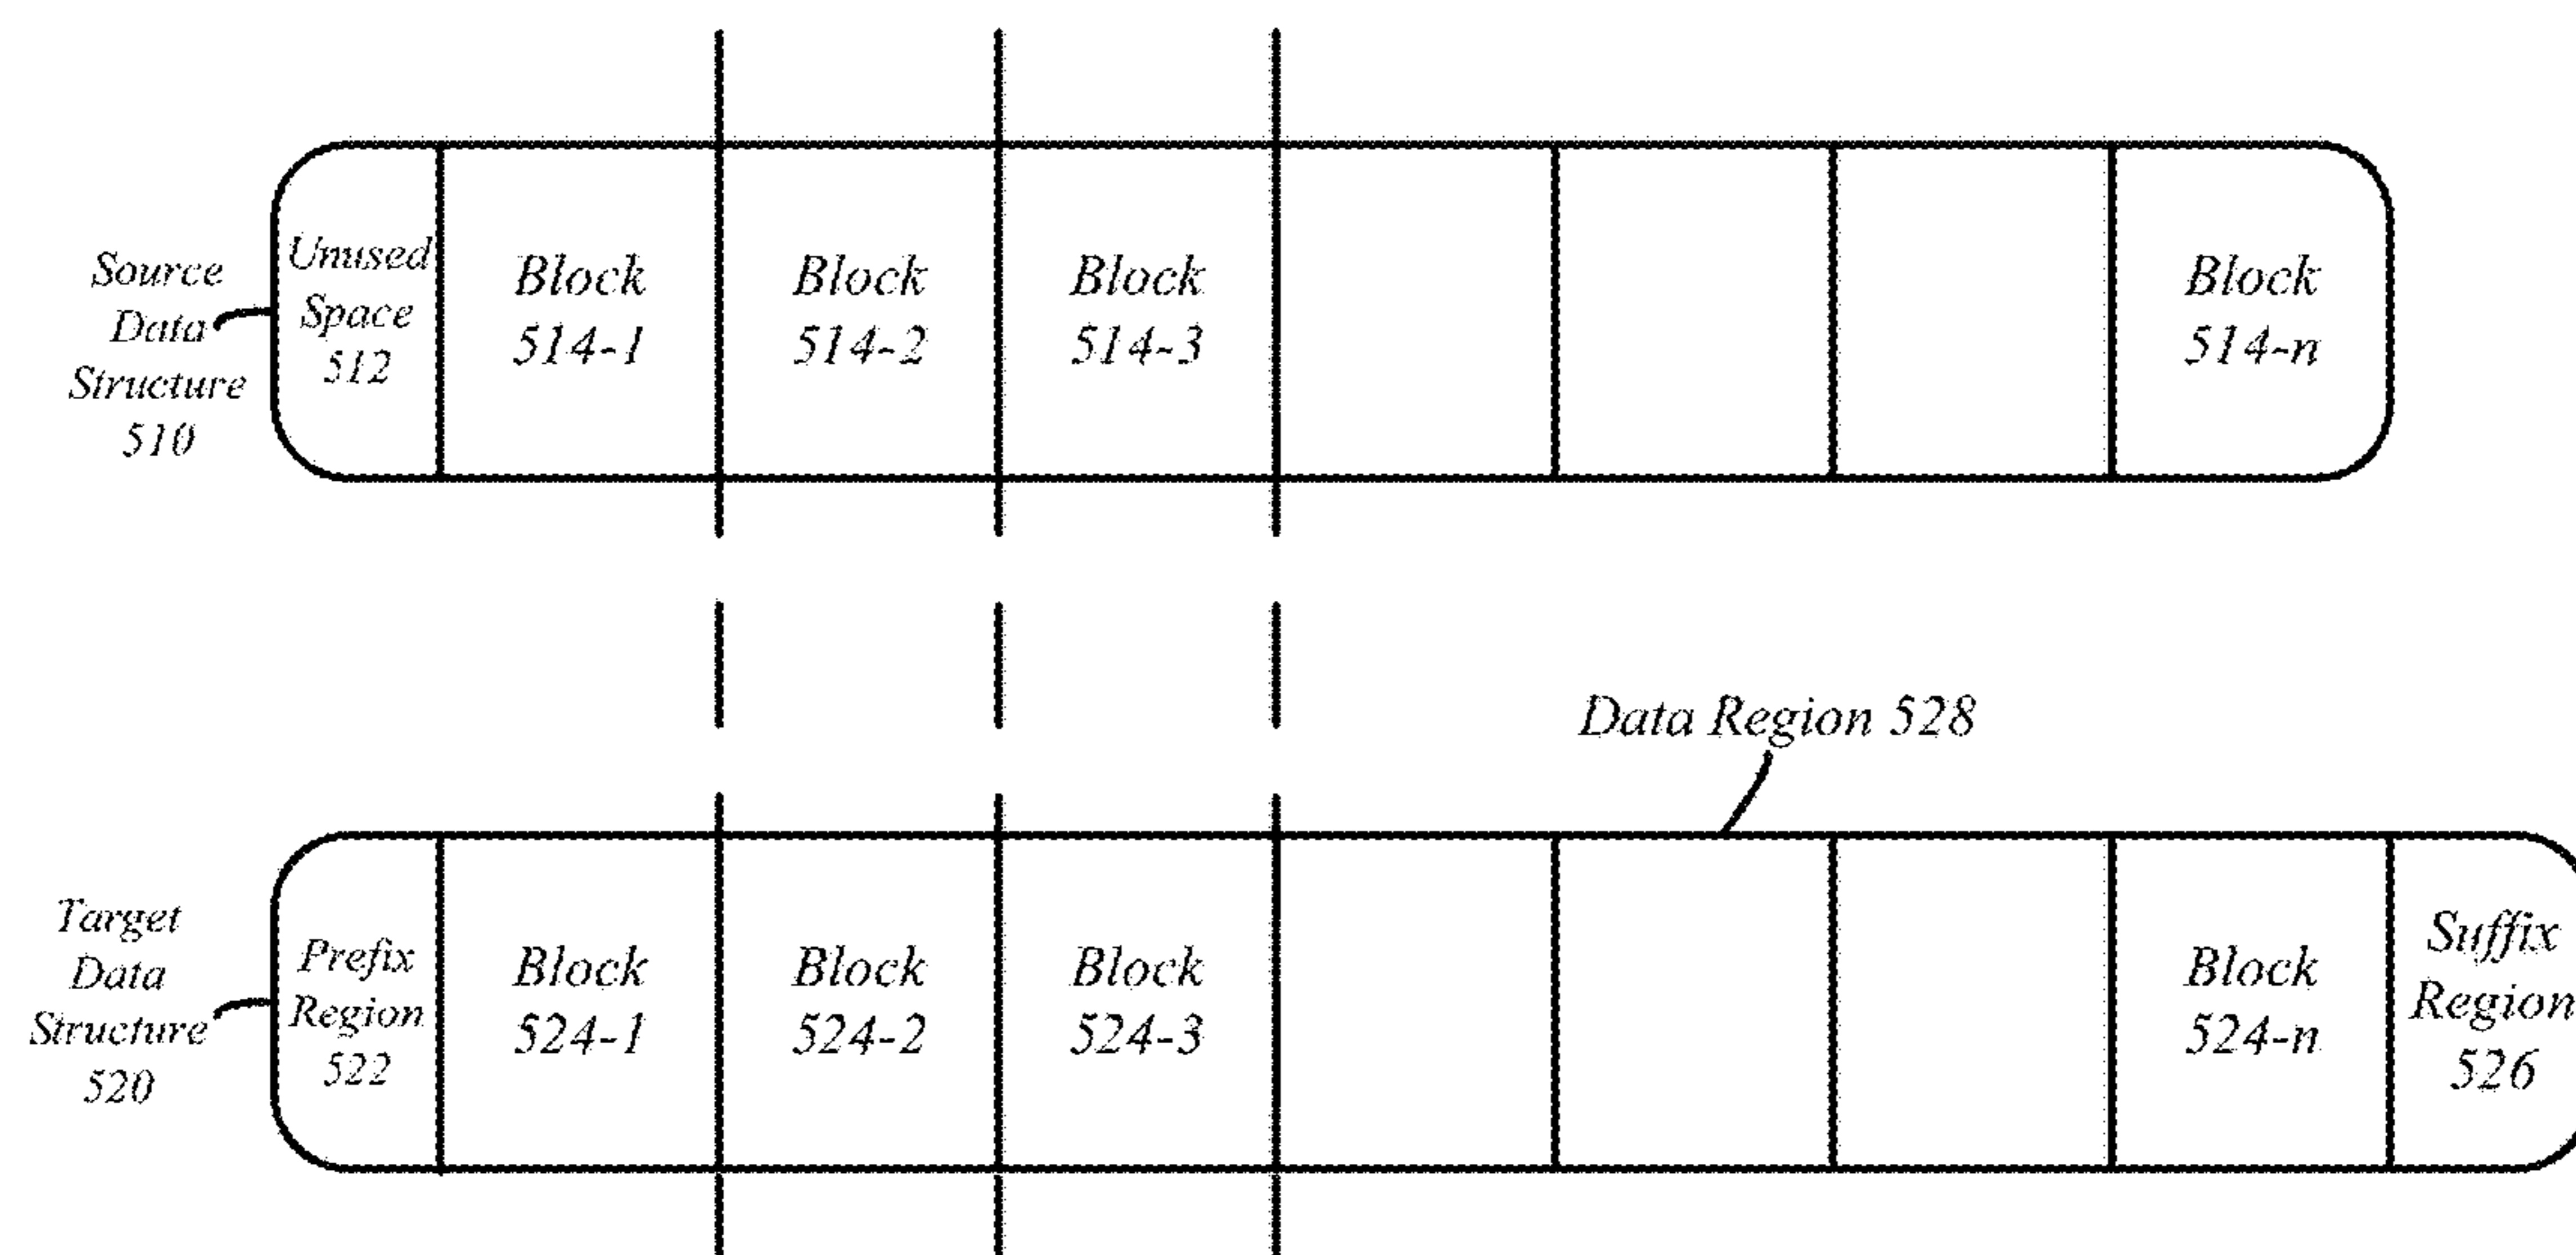 Source
Data
Structure
510
Unused
Space
512
Block
514-1
Block
514-2
Block
514-3
Block
514-n
Data Region 528
Target
Data
Structure
520
Prefix
Region
522
Block
524-1
Block
524-2
Block
524-3
Block
524-n
Suffix
Region
526